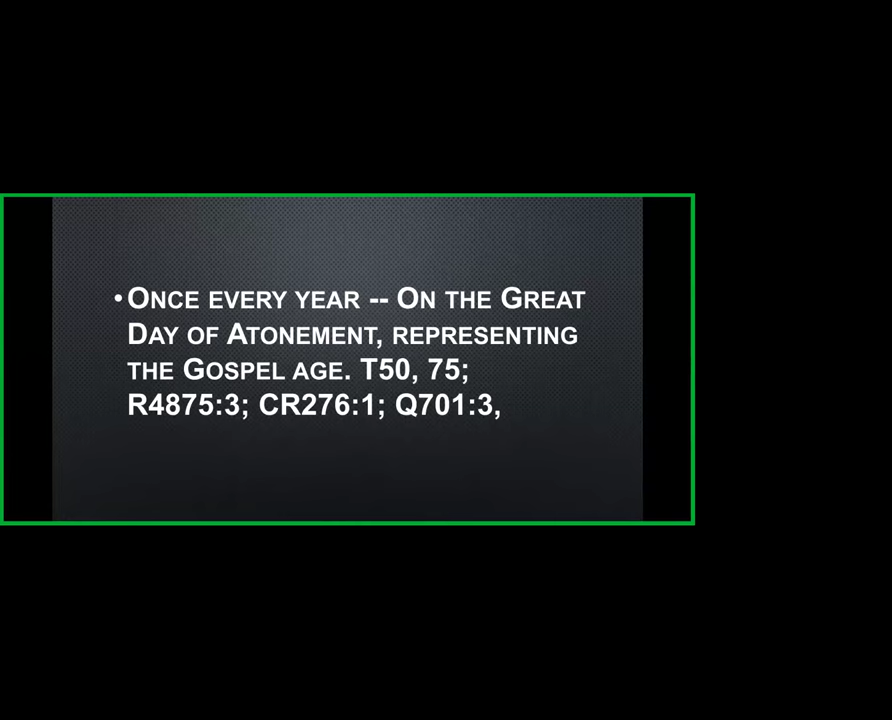 • Once every year -- On the Great
Day of Atonement, representing
the Gospel age. T50, 75;
R4875:3; CR276:1; Q701:3,